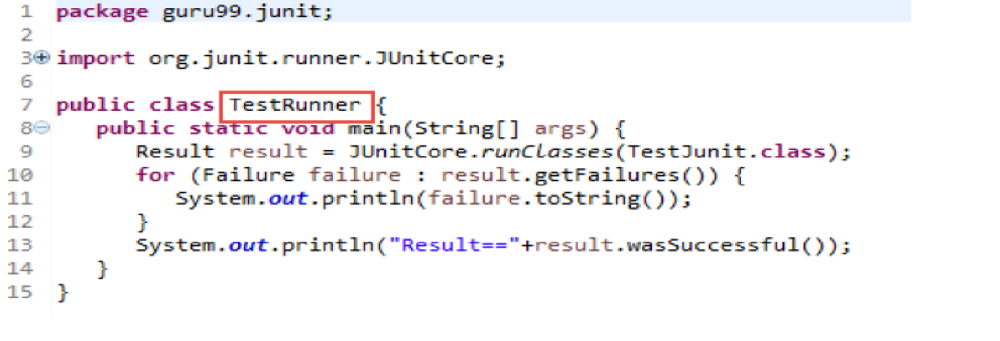 1 package guru99.junit;
2
3 import org.junit.runner.JUnitCore;
6
7 public class TestRunner {
8 public static void main(String[] args) {
9 Result result = JUnitCore.runClasses(TestJunit.class);
10 for (Failure failure : result.getFailures()) {
11 System.out.println(failure.toString());
12 }
13 System.out.println("Result=="+result.wasSuccessful());
14 }
15 }